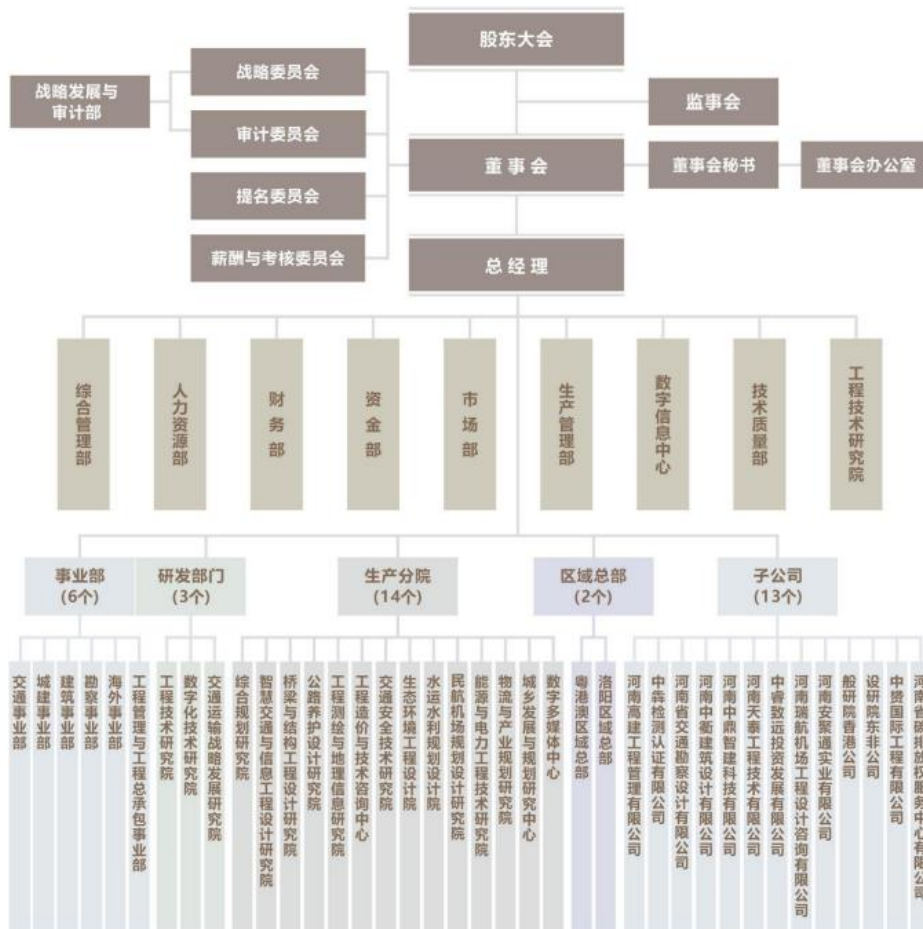 股东大会
战略委员会
战略发展与
审计部
监事会
审计委员会
董事会
董事会秘书
董事会办公室
提名委员会
薪酬与考核委员会
总经理
综合管理部
人力资源部
财务部
资金部
市场部
生产管理部
数字信息中心
技术质量部
工程技术研究院
事业部
(6个)
研发部门
(3个)
生产分院
(14个)
区域总部
(2个)
子公司
(13个)
交通事业部
城建事业部
建筑事业部
勘察事业部
海外事业部
工程管理与工程总承包事业部
工程技术研究院
数字化技术研究院
交通运输战略发展研究院
综合规划研究院
智慧交通与信息工程设计研究院
桥梁与结构工程设计研究院
公路养护设计研究院
工程测绘与地理信息研究院
工程造价与技术咨询中心
交通安全技术研究院
生态环境工程设计院
水运水利规划设计院
民航机场规划设计研究院
能源与电力工程技术研究院
物流与产业规划研究院
城乡发展与规划研究中心
数字多媒体中心
粤港澳区域总部
洛阳区域总部
河南高建工程管理有限公司
中犇检测认证有限公司
河南省交通勘察设计有限公司
河南中衢建筑设计有限公司
河南中鼎智建科技有限公司
河南天泰工程技术有限公司
中睿致远投资发展有限公司
河南瑞航机场工程设计咨询有限公司
河南安聚通实业有限公司
般研院香港公司
设研院东非公司
中赟国际工程有限公司
河南省碳排放权服务中心有限公司